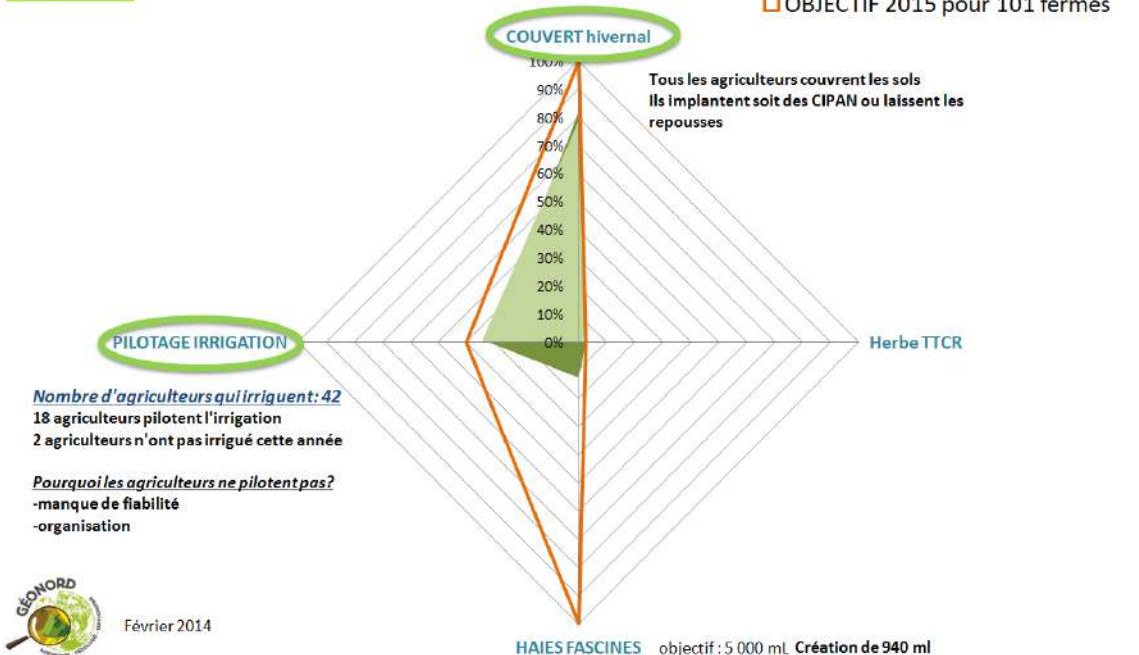 OBJECTIF 2015 pour 101 fermes
COUVERT hivernal
100%
90%
80%
70%
60%
50%
40%
30%
20%
10%
0%
Tous les agriculteurs couvrent les sols
Ils implantent soit des CIPAN ou laissent les
repousses
PILOTAGE IRRIGATION
Herbe TTCR
Nombre d'agriculteurs qui irriguent: 42
18 agriculteurs pilotent l'irrigation
2 agriculteurs n'ont pas irrigué cette année
Pourquoi les agriculteurs ne pilotent pas?
-manque de fiabilité
-organisation
GÉONORD
Février 2014
HAIES FASCINES objectif : 5 000 mL Création de 940 ml